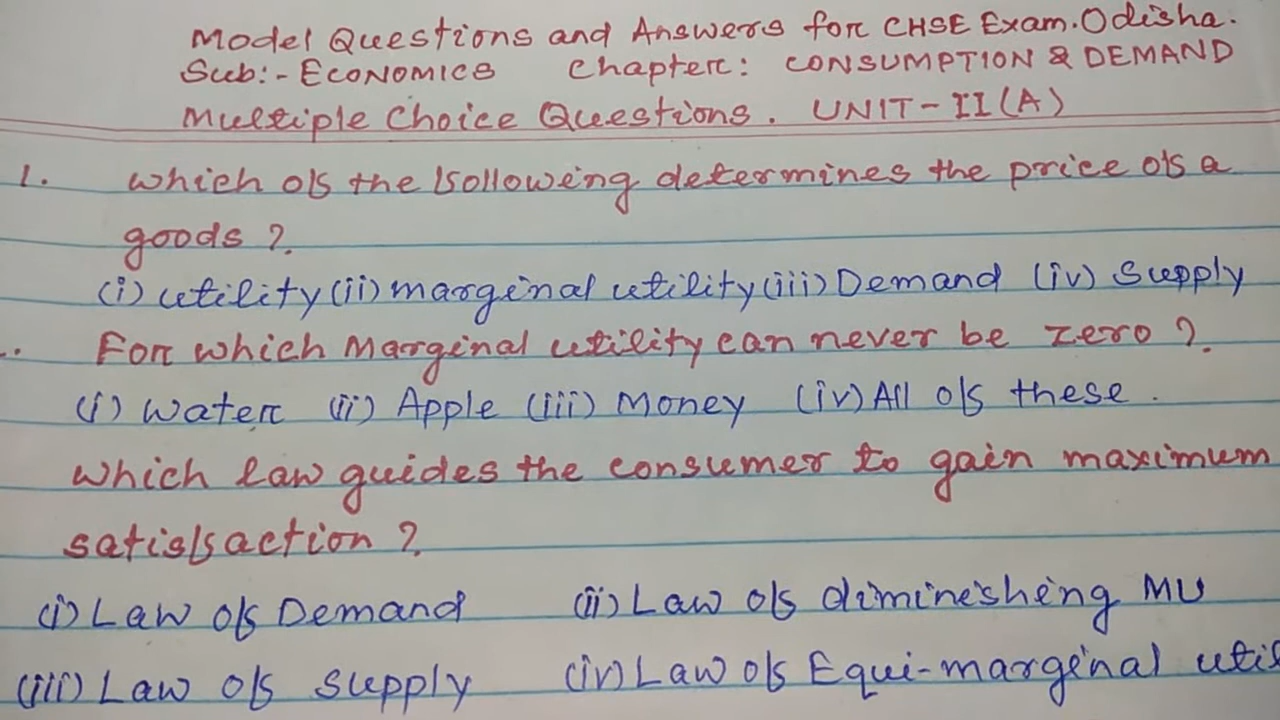 Model Questions and Answers for CHSE Exam. Odisha.
Sub:- ECONOMICS Chapter: CONSUMPTION & DEMAND
Multiple Choice Questions. UNIT-II(A)
1. which of the following determines the price of a
goods?
(i) utility (ii) marginal utility (iii) Demand (iv) Supply
For which Marginal utility can never be zero?
(i) Water (ii) Apple (iii) Money (iv) All of these.
Which law guides the consumer to gain maximum
satisfaction?
(i) Law of Demand (ii) Law of diminishing MU
(iii) Law of supply (iv) Law of Equi-marginal utis